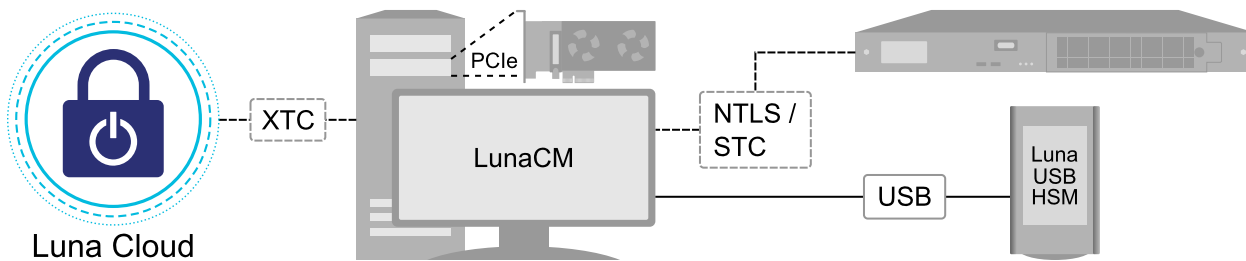 PCIe
XTC
NTLS /
STC
LunaCM
Luna
USB
HSM
USB
Luna Cloud